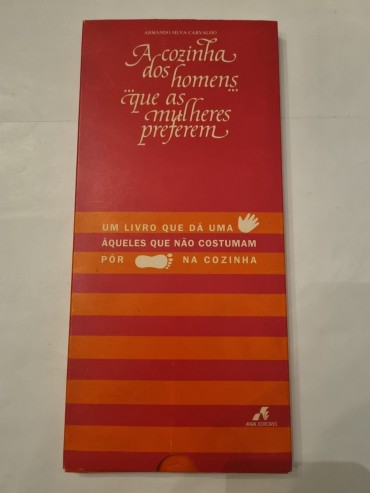 ARMANDO SILVA CARVALHO
A cozinha
dos homens
... que as ...
mulheres
preferem
UM LIVRO QUE DÁ UMA
ÀQUELES QUE NÃO COSTUMAM
PÔR NA COZINHA